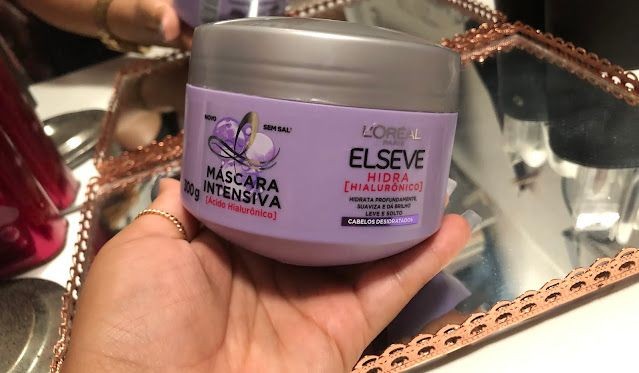 NOVO
SEM SAL*
MÁSCARA
INTENSIVA
[Ácido Hialurônico]
300g
L'ORÉAL
PARIS
ELSEVE
HIDRA
[HIALURÔNICO]
HIDRATA PROFUNDAMENTE,
SUAVIZA E DÁ BRILHO
LEVE E SOLTO
CABELOS DESIDRATADOS